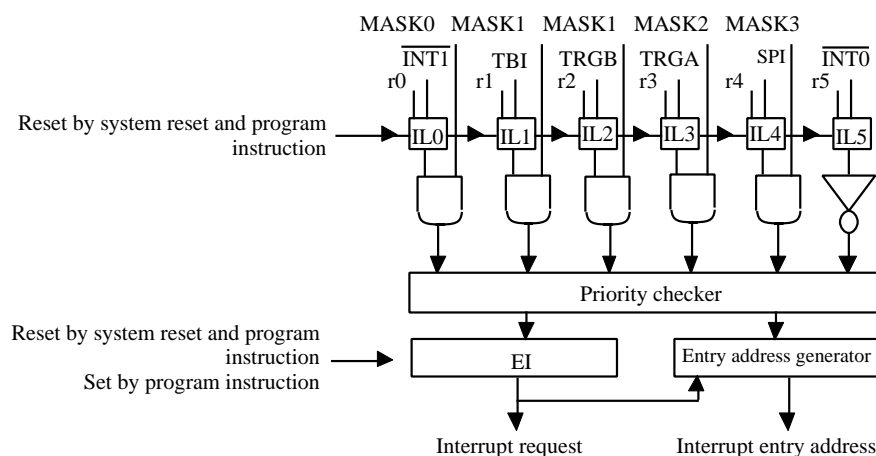 MASK0 MASK1 MASK1 MASK2 MASK3
INT1 TBI TRGB TRGA SPI INT0
r0 r1 r2 r3 r4 r5
Reset by system reset and program
instruction
IL0 IL1 IL2 IL3 IL4 IL5
Priority checker
Reset by system reset and program
instruction
Set by program instruction
EI
Entry address generator
Interrupt request
Interrupt entry address